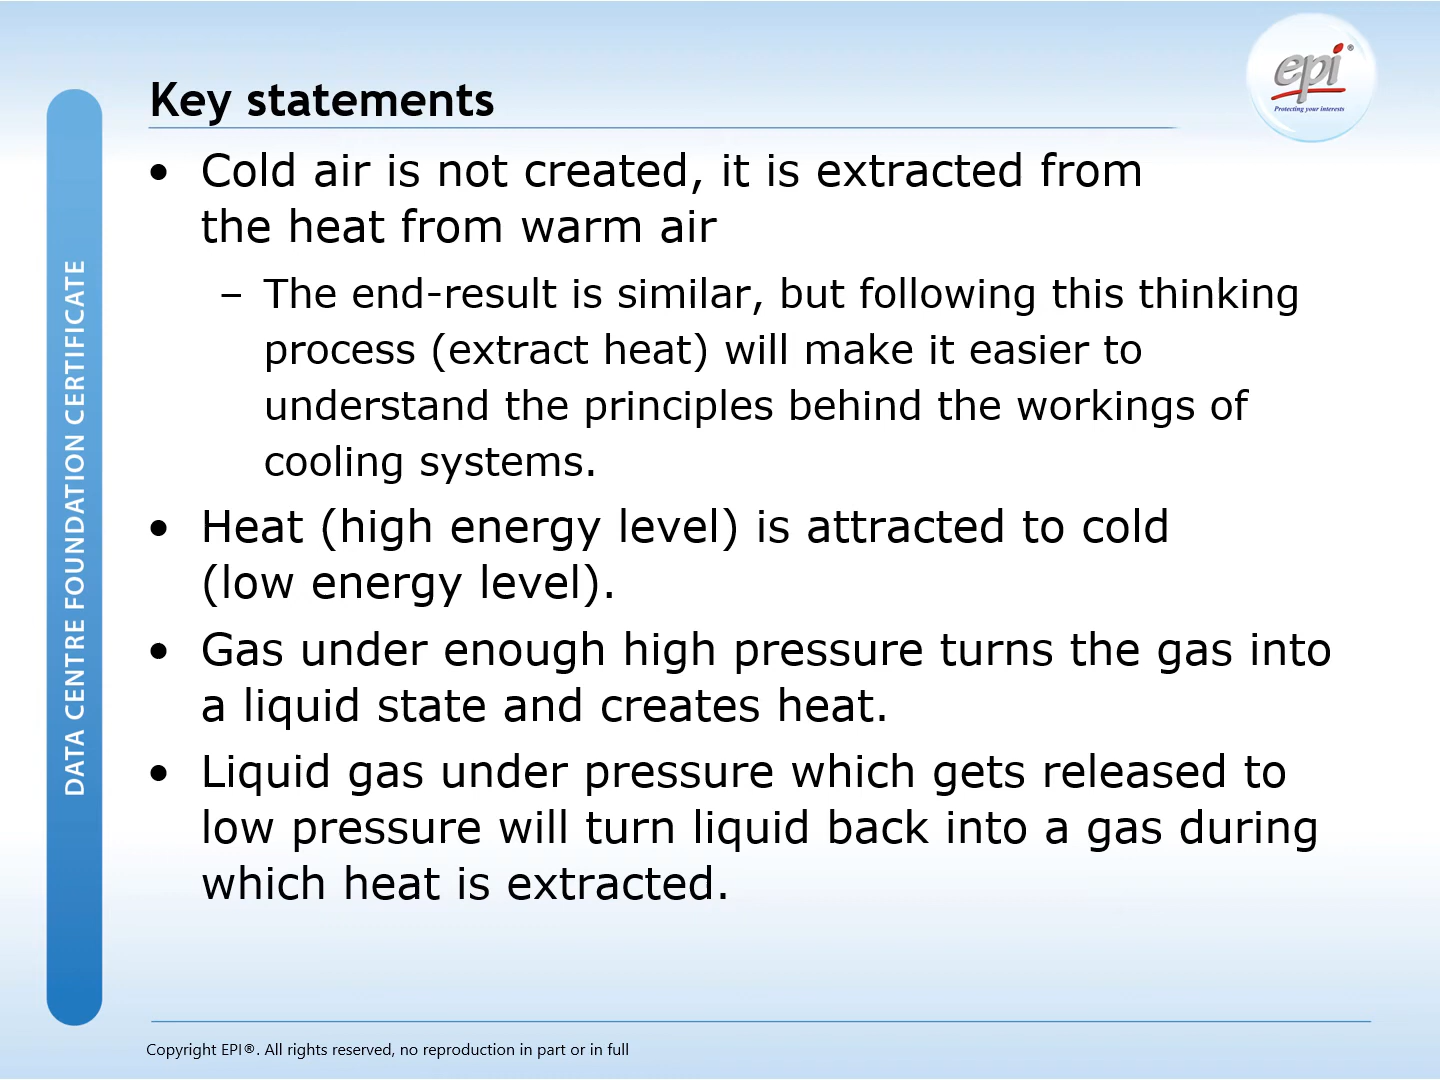 Key statements
epi®
Protecting your interests
DATA CENTRE FOUNDATION CERTIFICATE
• Cold air is not created, it is extracted from
the heat from warm air
– The end-result is similar, but following this thinking
process (extract heat) will make it easier to
understand the principles behind the workings of
cooling systems.
• Heat (high energy level) is attracted to cold
(low energy level).
• Gas under enough high pressure turns the gas into
a liquid state and creates heat.
• Liquid gas under pressure which gets released to
low pressure will turn liquid back into a gas during
which heat is extracted.
Copyright EPI®. All rights reserved, no reproduction in part or in full